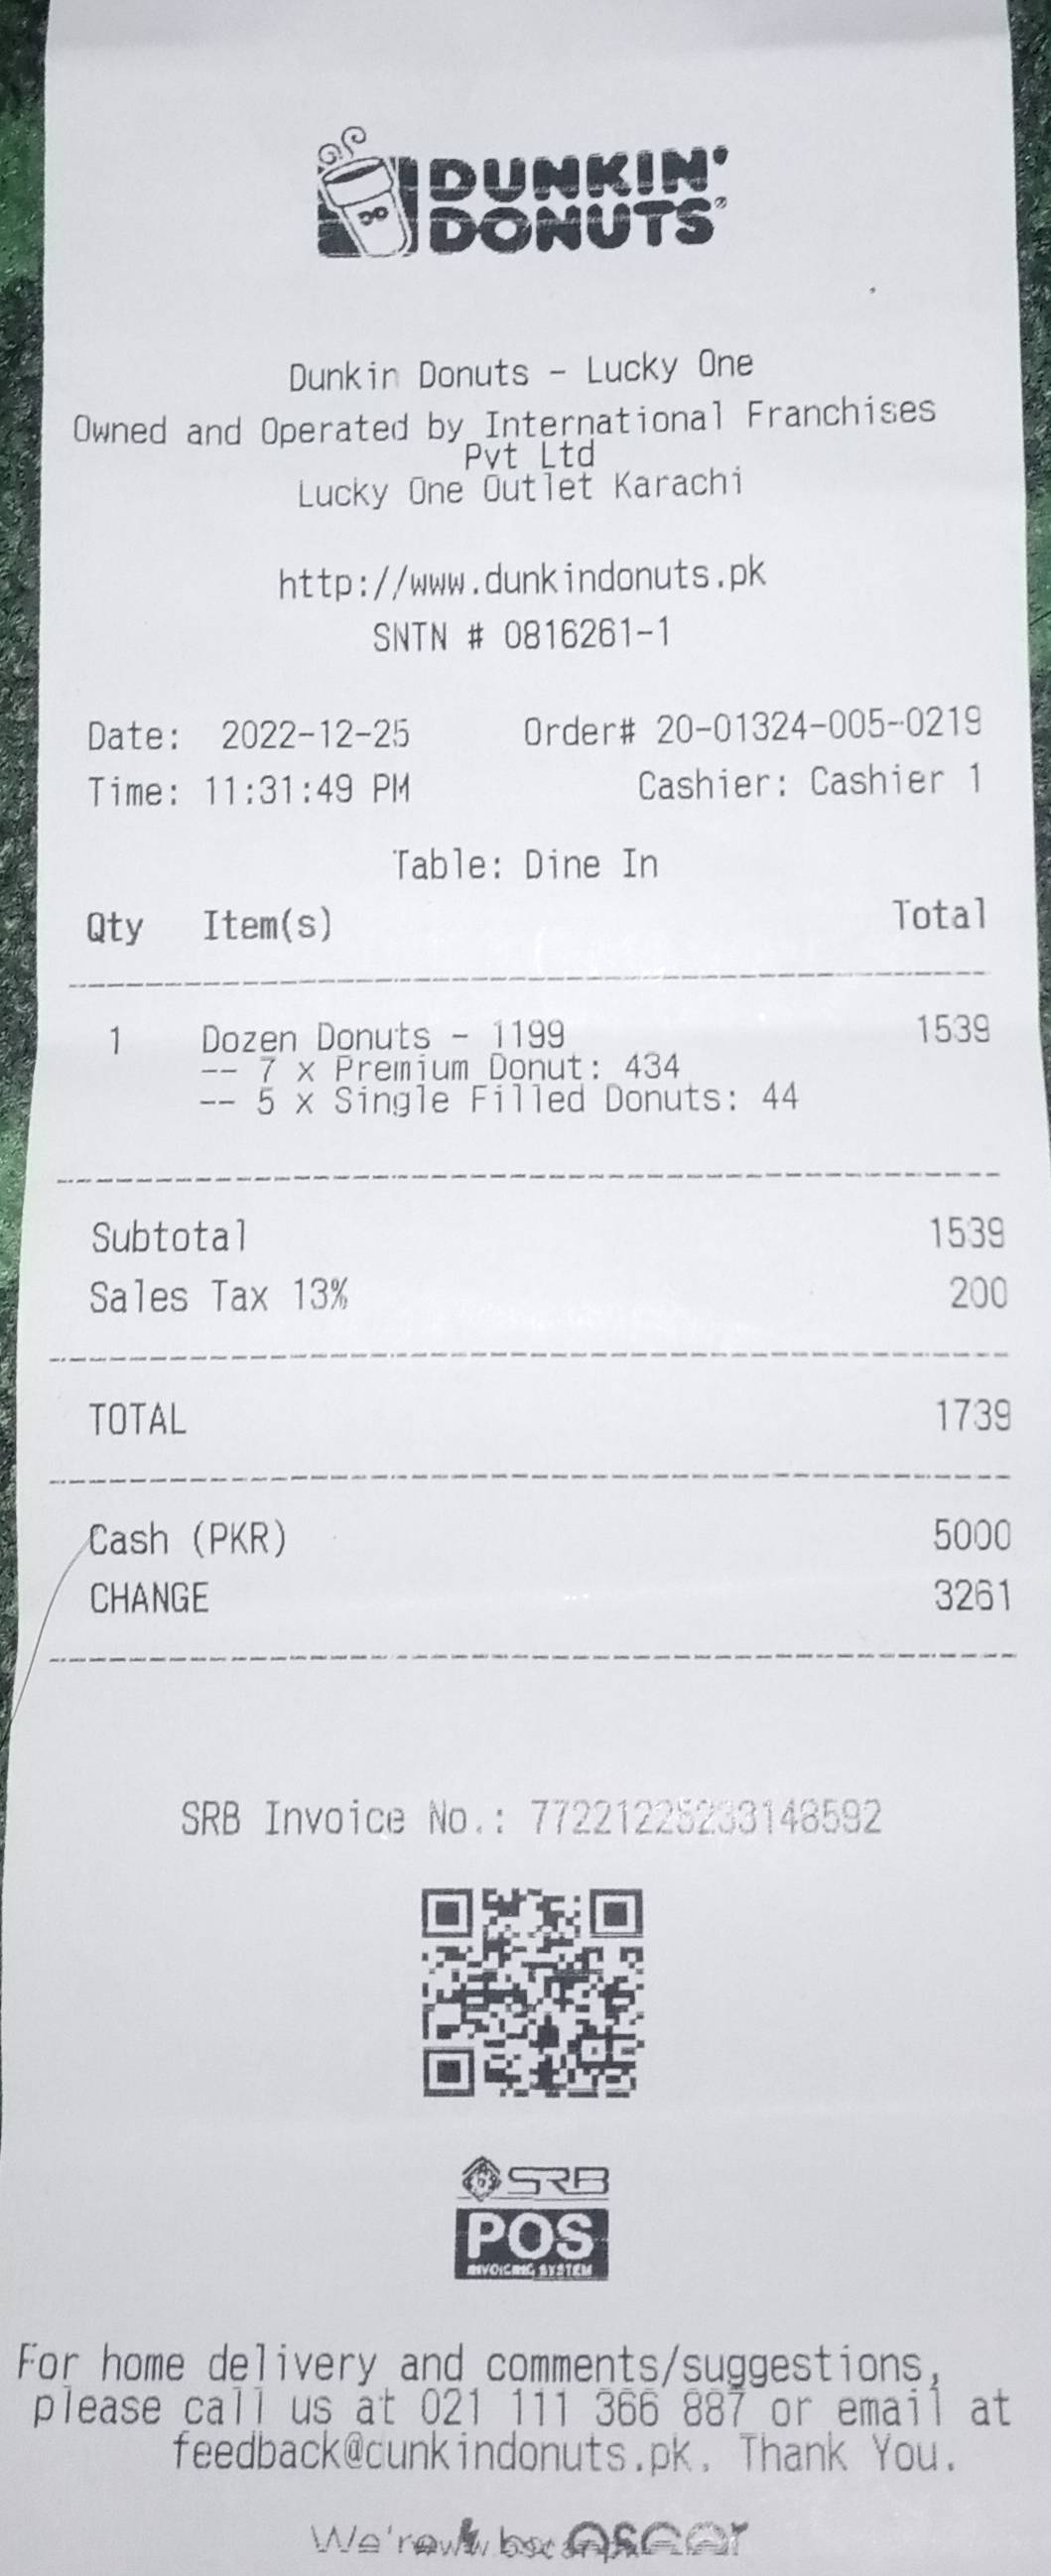 DUNKIN'
DONUTS®
Dunkin Donuts - Lucky One
Owned and Operated by International Franchises
Pvt Ltd
Lucky One Outlet Karachi
http://www.dunkindonuts.pk
SNTN # 0816261-1
Date: 2022-12-25 Order# 20-01324-005-0219
Time: 11:31:49 PM Cashier: Cashier 1
Table: Dine In
Qty Item(s) Total
1 Dozen Donuts - 1199 1539
-- 7 x Premium Donut: 434
-- 5 x Single Filled Donuts: 44
Subtotal 1539
Sales Tax 13% 200
TOTAL 1739
Cash (PKR) 5000
CHANGE 3261
SRB Invoice No.: 77221225233148592
SRB
POS
INVOICING SYSTEM
For home delivery and comments/suggestions,
please call us at 021 111 366 887 or email at
feedback@dunkindonuts.pk. Thank You.
We're by oscar